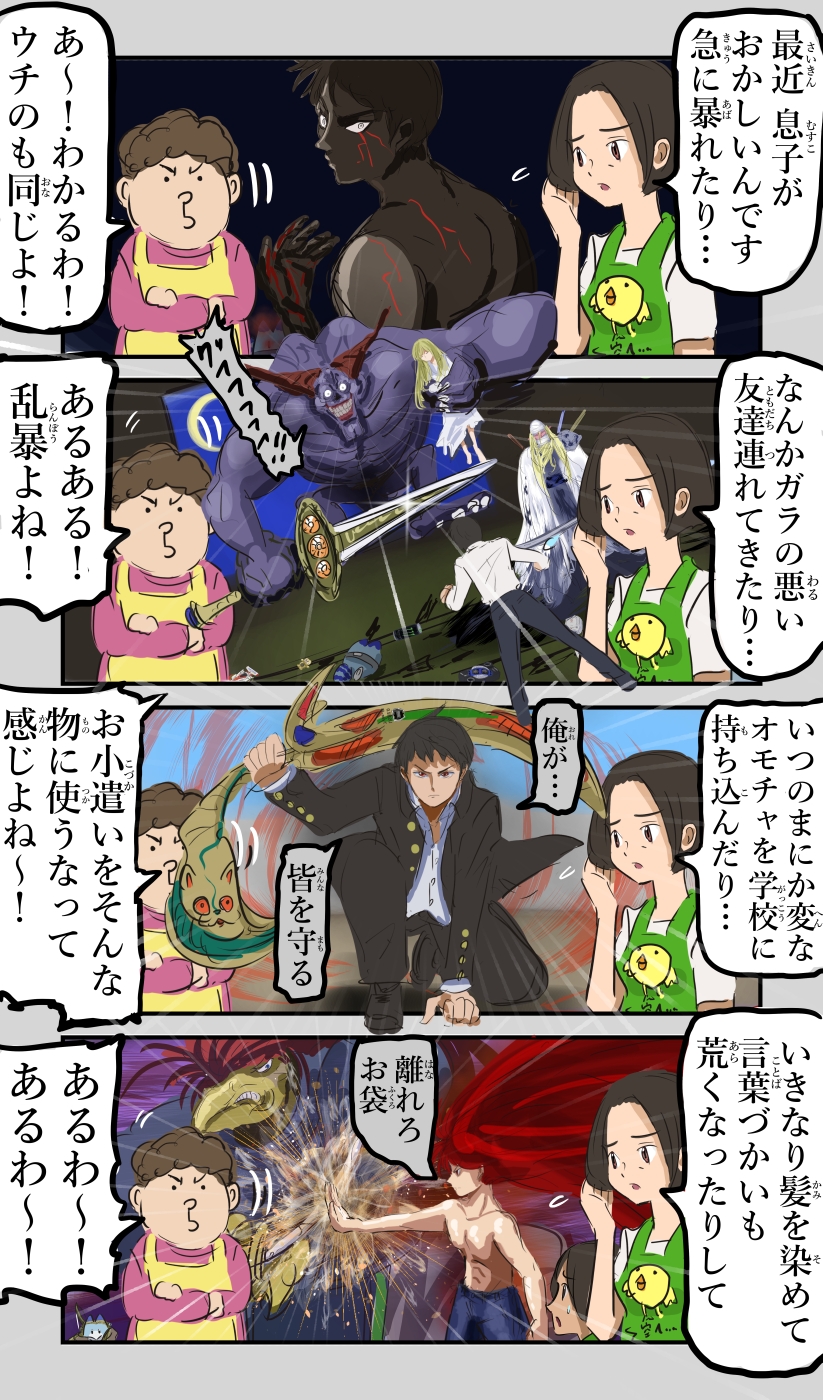 最近 息子が
おかしいんです
急に暴れたり…
あ～！わかるわ！
ウチのも同じよ！
なんかガラの悪い
友達連れてきたり…
グヘヘヘヘ!!!
あるある！
乱暴よね！
いつのまにか変な
オモチャを学校に
持ち込んだり…
俺が…
皆を守る
お小遣いをそんな
物に使うなって
感じよね～！
いきなり髪を染めて
言葉づかいも
荒くなったりして
離れろ
お袋
あるわ～！
あるわ～！